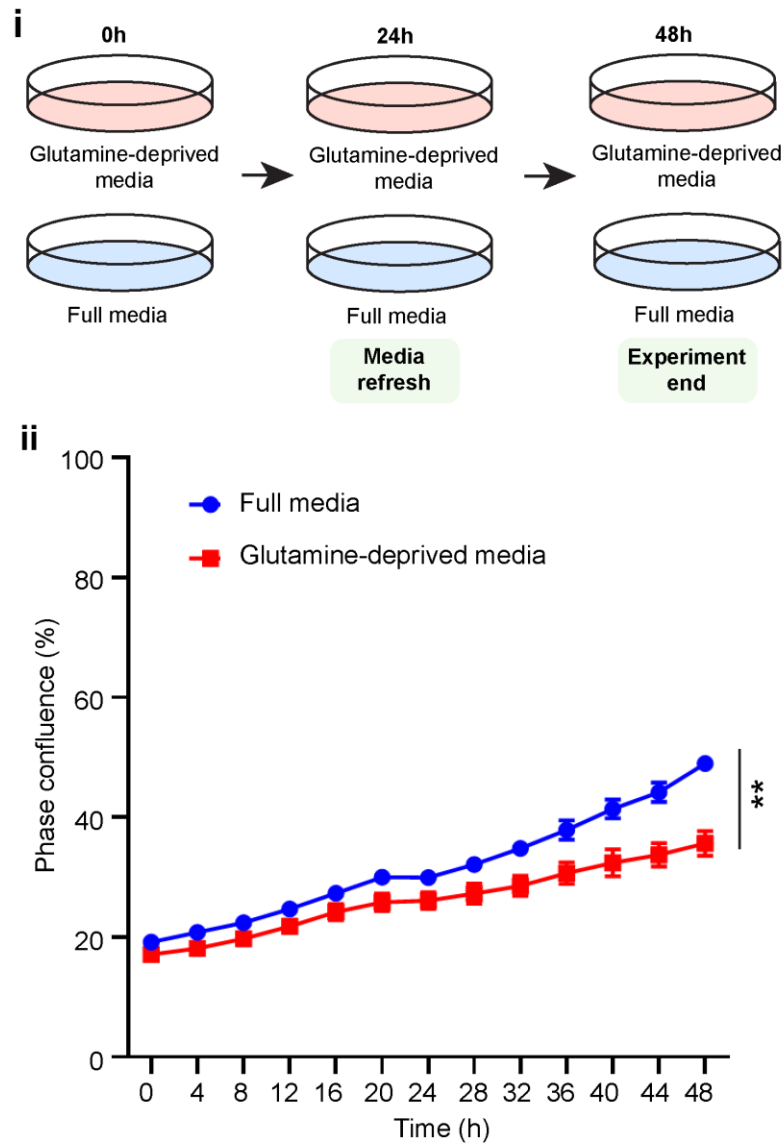 i
0h
24h
48h
Glutamine-deprived
media
Glutamine-deprived
media
Glutamine-deprived
media
Full media
Full media
Full media
Media
refresh
Experiment
end
ii
100
80
60
40
20
0
Phase confluence (%)
Full media
Glutamine-deprived media
**
0 4 8 12 16 20 24 28 32 36 40 44 48
Time (h)